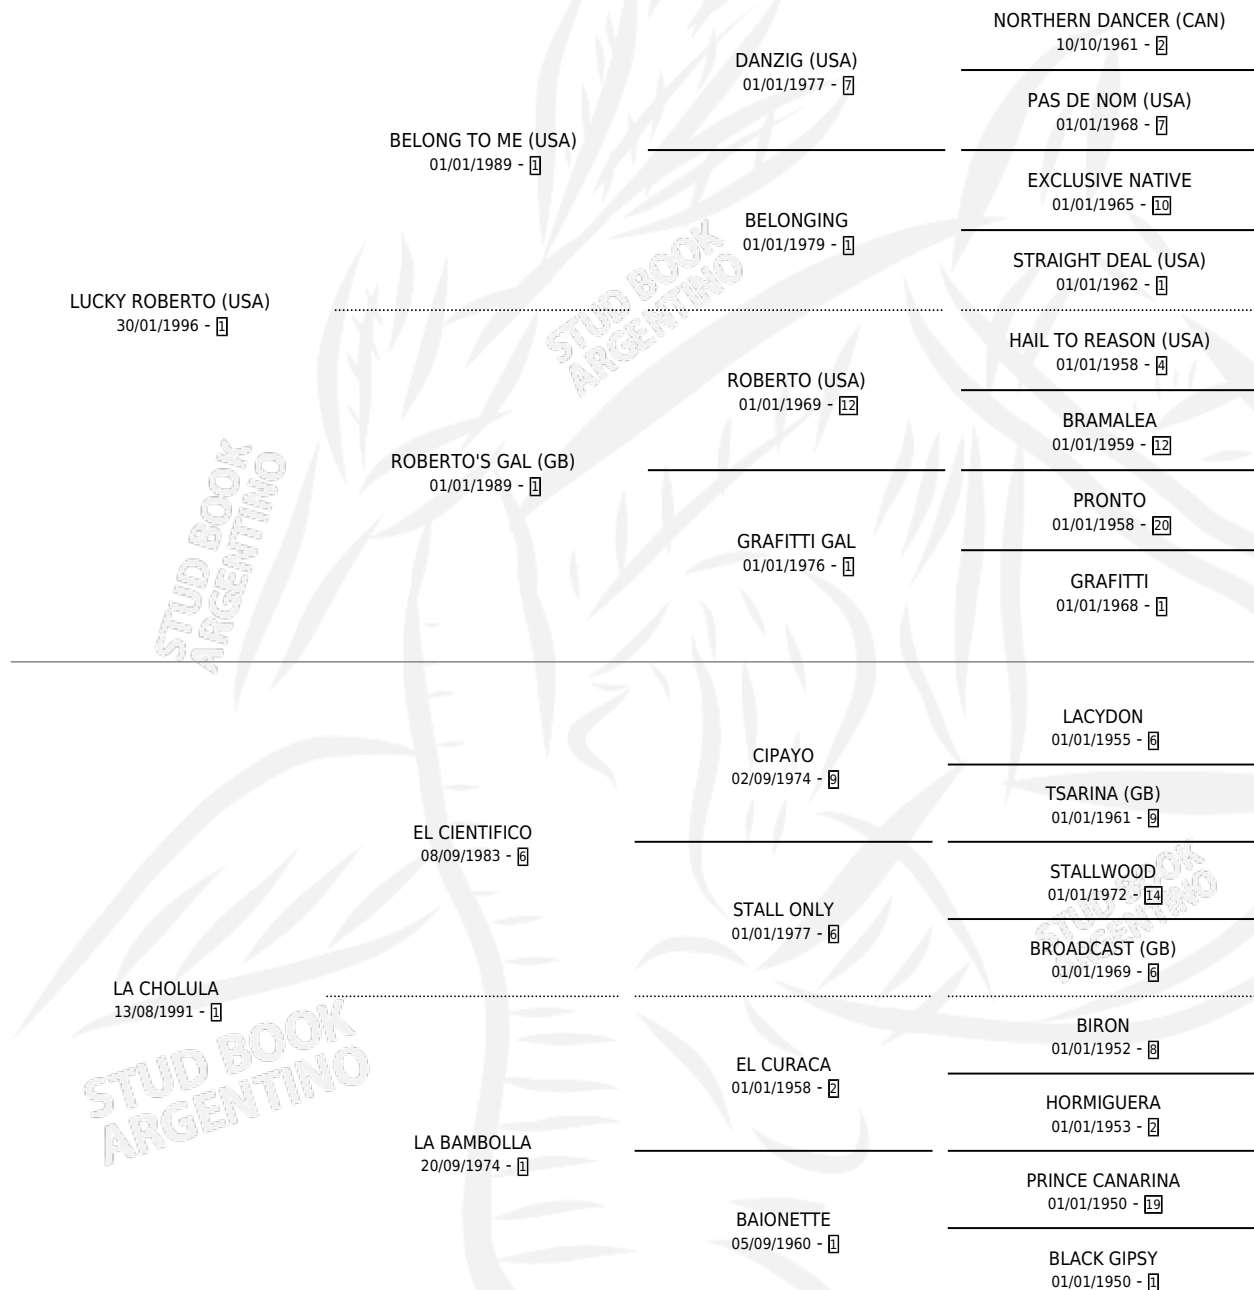 NORTHERN DANCER (CAN)
10/10/1961 - 2
DANZIG (USA)
01/01/1977 - 7
PAS DE NOM (USA)
01/01/1968 - 7
BELONG TO ME (USA)
01/01/1989 - 1
EXCLUSIVE NATIVE
01/01/1965 - 10
BELONGING
01/01/1979 - 1
STRAIGHT DEAL (USA)
01/01/1962 - 1
LUCKY ROBERTO (USA)
30/01/1996 - 1
STUD BOOK
ARGENTINO
HAIL TO REASON (USA)
01/01/1958 - 4
ROBERTO (USA)
01/01/1969 - 12
BRAMALEA
01/01/1959 - 12
ROBERTO'S GAL (GB)
01/01/1989 - 1
PRONTO
01/01/1958 - 20
GRAFITTI GAL
01/01/1976 - 1
GRAFITTI
01/01/1968 - 1
STUD BOOK
ARGENTINO
LACYDON
01/01/1955 - 6
CIPAYO
02/09/1974 - 9
TSARINA (GB)
01/01/1961 - 9
EL CIENTIFICO
08/09/1983 - 6
STALLWOOD
01/01/1972 - 14
STALL ONLY
01/01/1977 - 6
BROADCAST (GB)
01/01/1969 - 6
STUD BOOK
ARGENTINO
LA CHOLULA
13/08/1991 - 1
BIRON
01/01/1952 - 8
EL CURACA
01/01/1958 - 2
HORMIGUERA
01/01/1953 - 2
STUD BOOK
ARGENTINO
LA BAMBOLLA
20/09/1974 - 1
PRINCE CANARINA
01/01/1950 - 19
BAIONETTE
05/09/1960 - 1
BLACK GIPSY
01/01/1950 - 1